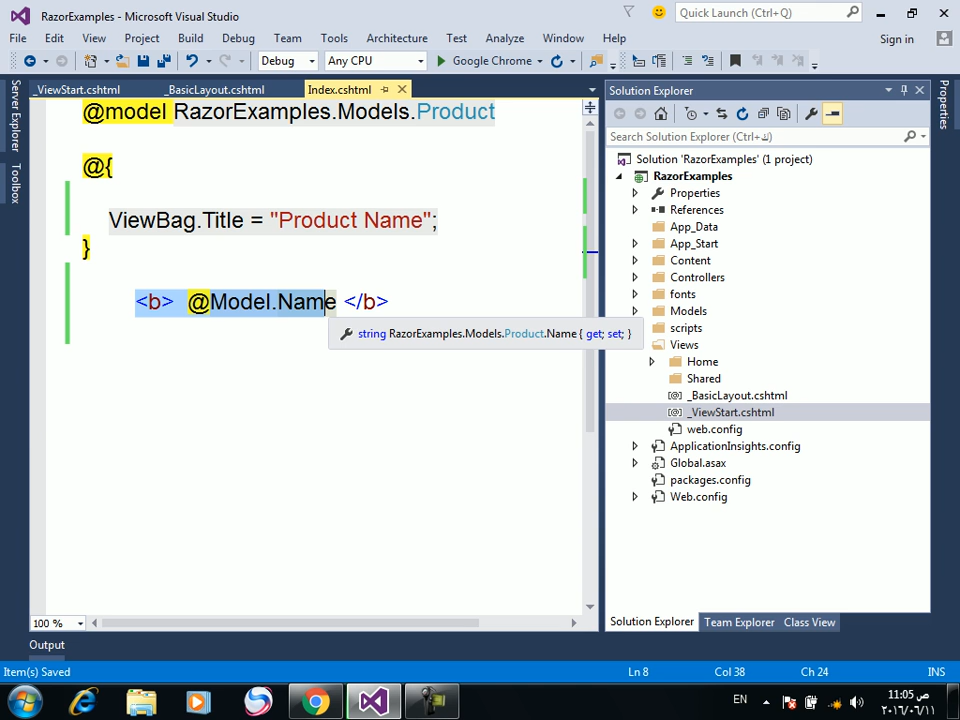 RazorExamples - Microsoft Visual Studio
Quick Launch (Ctrl+Q)
File Edit View Project Build Debug Team Tools Architecture Test Analyze Window Help Sign in
Debug Any CPU Google Chrome
Server Explorer
Toolbox
_ViewStart.cshtml _BasicLayout.cshtml Index.cshtml
@model RazorExamples.Models.Product
@{
ViewBag.Title = "Product Name";
}
<b> @Model.Name </b>
string RazorExamples.Models.Product.Name { get; set; }
100 %
Solution Explorer
Search Solution Explorer (Ctrl+ك)
Solution 'RazorExamples' (1 project)
RazorExamples
Properties
References
App_Data
App_Start
Content
Controllers
fonts
Models
scripts
Views
Home
Shared
_BasicLayout.cshtml
_ViewStart.cshtml
web.config
ApplicationInsights.config
Global.asax
packages.config
Web.config
Solution Explorer Team Explorer Class View
Properties
Output
Item(s) Saved Ln 8 Col 38 Ch 24 INS
EN
11:05 ص
٢٠١٦/٠٦/١١